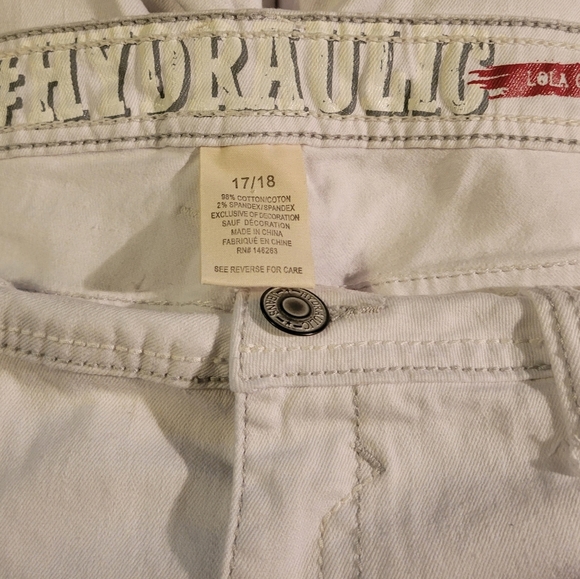 #HYDRAULIC
LOLA
17/18
98% COTTON/COTON
2% SPANDEX/SPANDEX
EXCLUSIVE OF DECORATION
SAUF DÉCORATION
MADE IN CHINA
FABRIQUÉ EN CHINE
RN# 146263
SEE REVERSE FOR CARE
HYDRAULIC